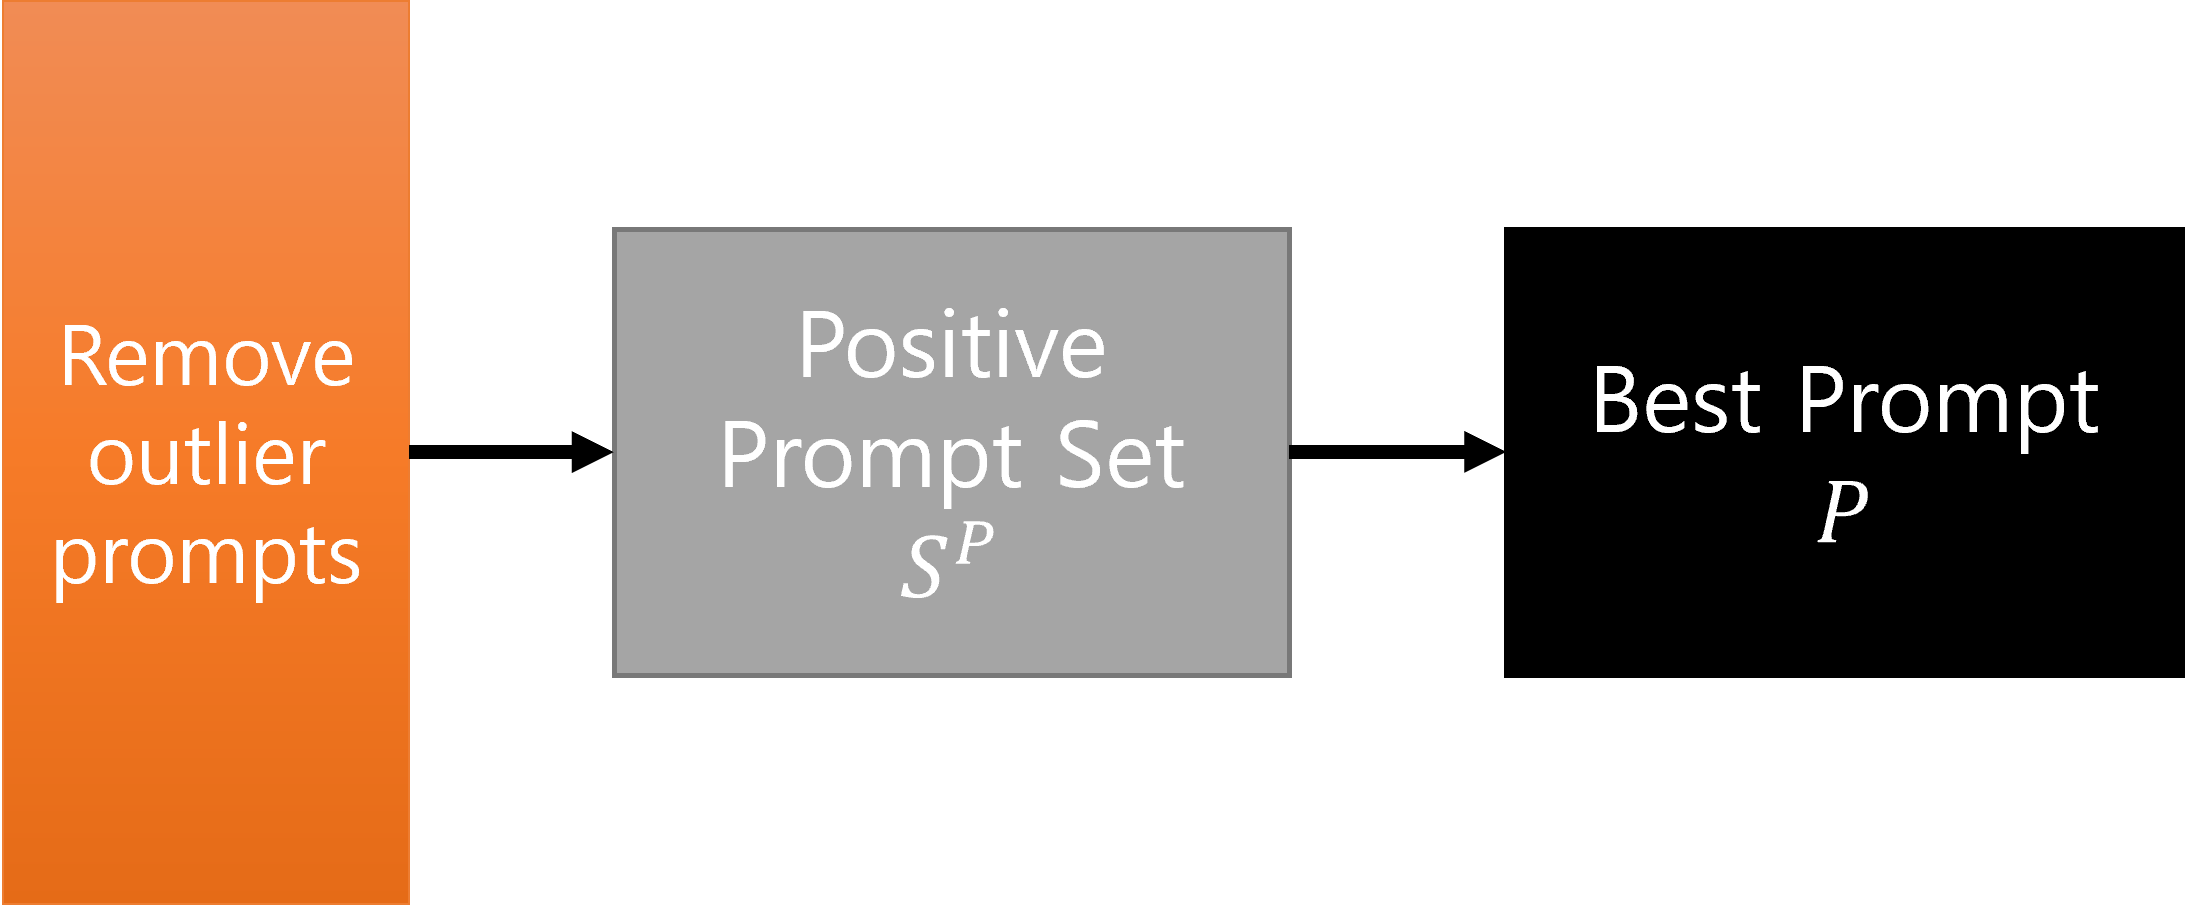 Remove
outlier
prompts
Positive
Prompt Set
$S^P$
Best Prompt
$P$